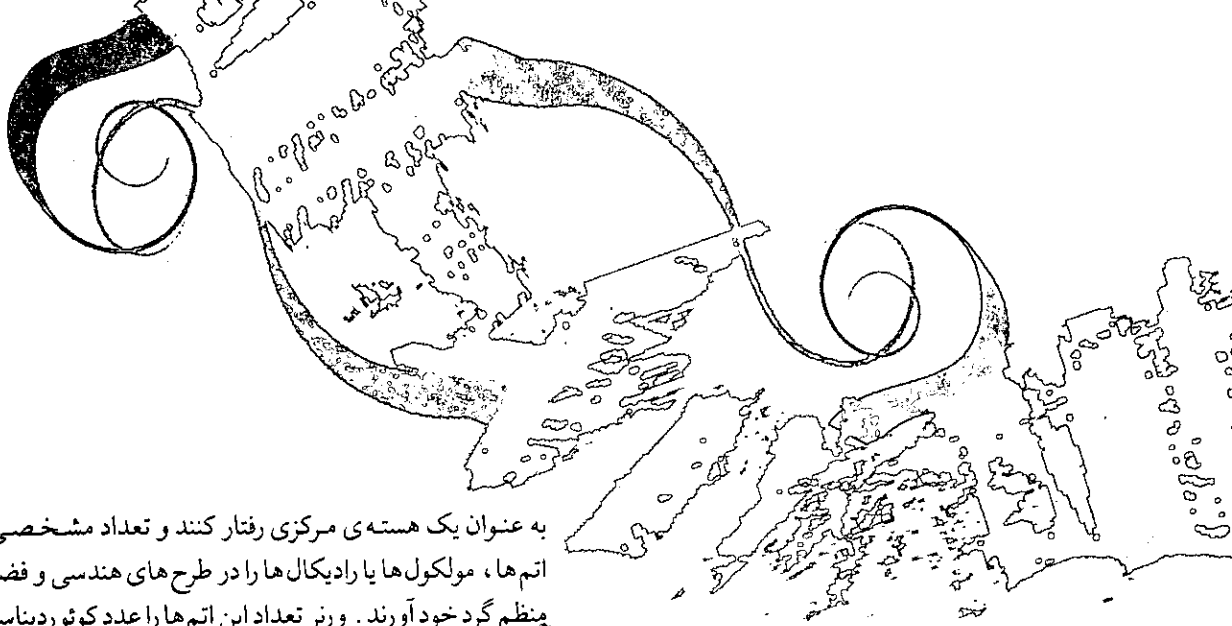 به عنوان یک هسته‌ی مرکزی رفتار کنند و تعداد مشخصی
اتم‌ها، مولکول‌ها یا رادیکال‌ها را در طرح‌های هندسی و
منظم گرد خود آورند. ورنر تعداد این اتم‌ها را عدد